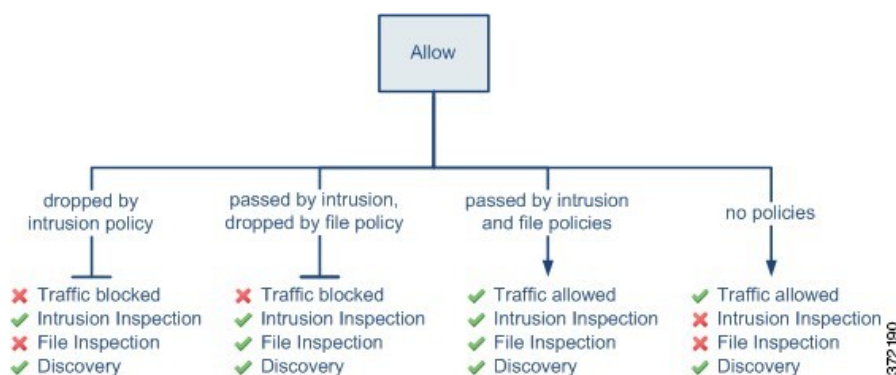 Allow
dropped by
intrusion policy
passed by intrusion,
dropped by file policy
passed by intrusion
and file policies
no policies
Traffic blocked
Intrusion Inspection
File Inspection
Discovery
Traffic blocked
Intrusion Inspection
File Inspection
Discovery
Traffic allowed
Intrusion Inspection
File Inspection
Discovery
Traffic allowed
Intrusion Inspection
File Inspection
Discovery
372190